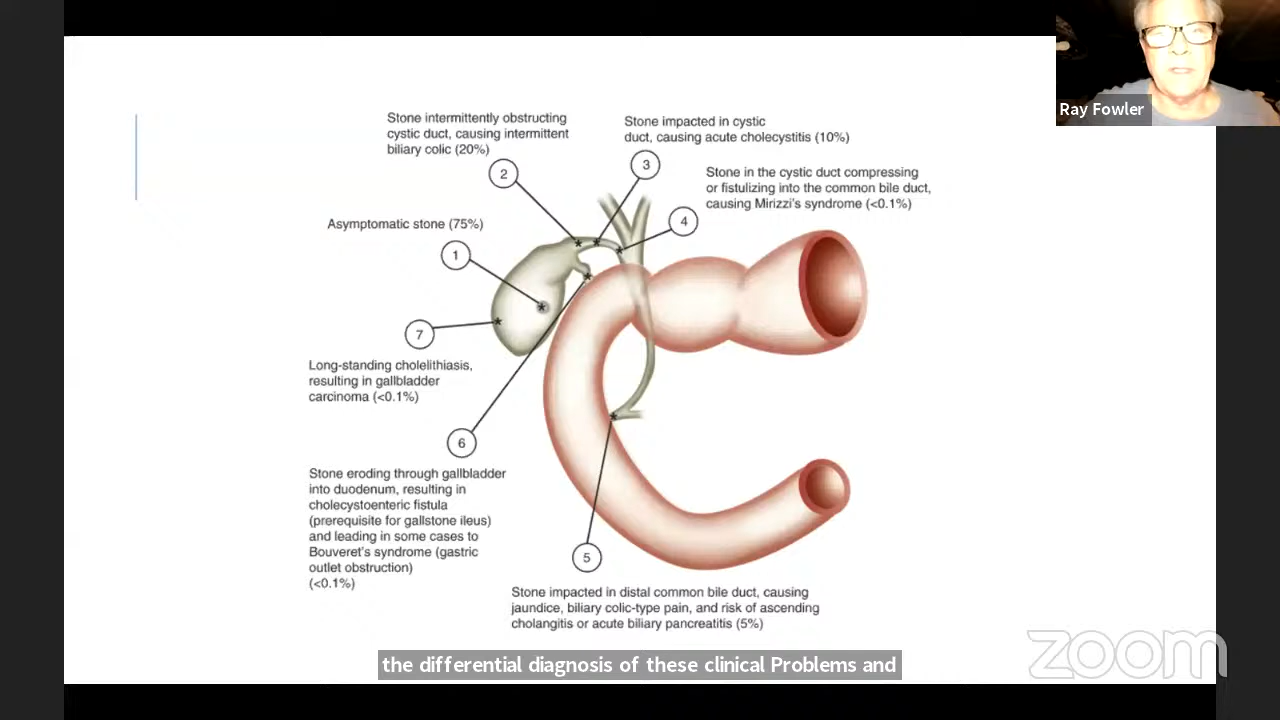 Ray Fowler
Stone intermittently obstructing
cystic duct, causing intermittent
biliary colic (20%)
2
Stone impacted in cystic
duct, causing acute cholecystitis (10%)
3
Stone in the cystic duct compressing
or fistulizing into the common bile duct,
causing Mirizzi's syndrome (<0.1%)
4
Asymptomatic stone (75%)
1
7
Long-standing cholelithiasis,
resulting in gallbladder
carcinoma (<0.1%)
6
Stone eroding through gallbladder
into duodenum, resulting in
cholecystoenteric fistula
(prerequisite for gallstone ileus)
and leading in some cases to
Bouveret's syndrome (gastric
outlet obstruction)
(<0.1%)
5
Stone impacted in distal common bile duct, causing
jaundice, biliary colic-type pain, and risk of ascending
cholangitis or acute biliary pancreatitis (5%)
zoom
the differential diagnosis of these clinical Problems and